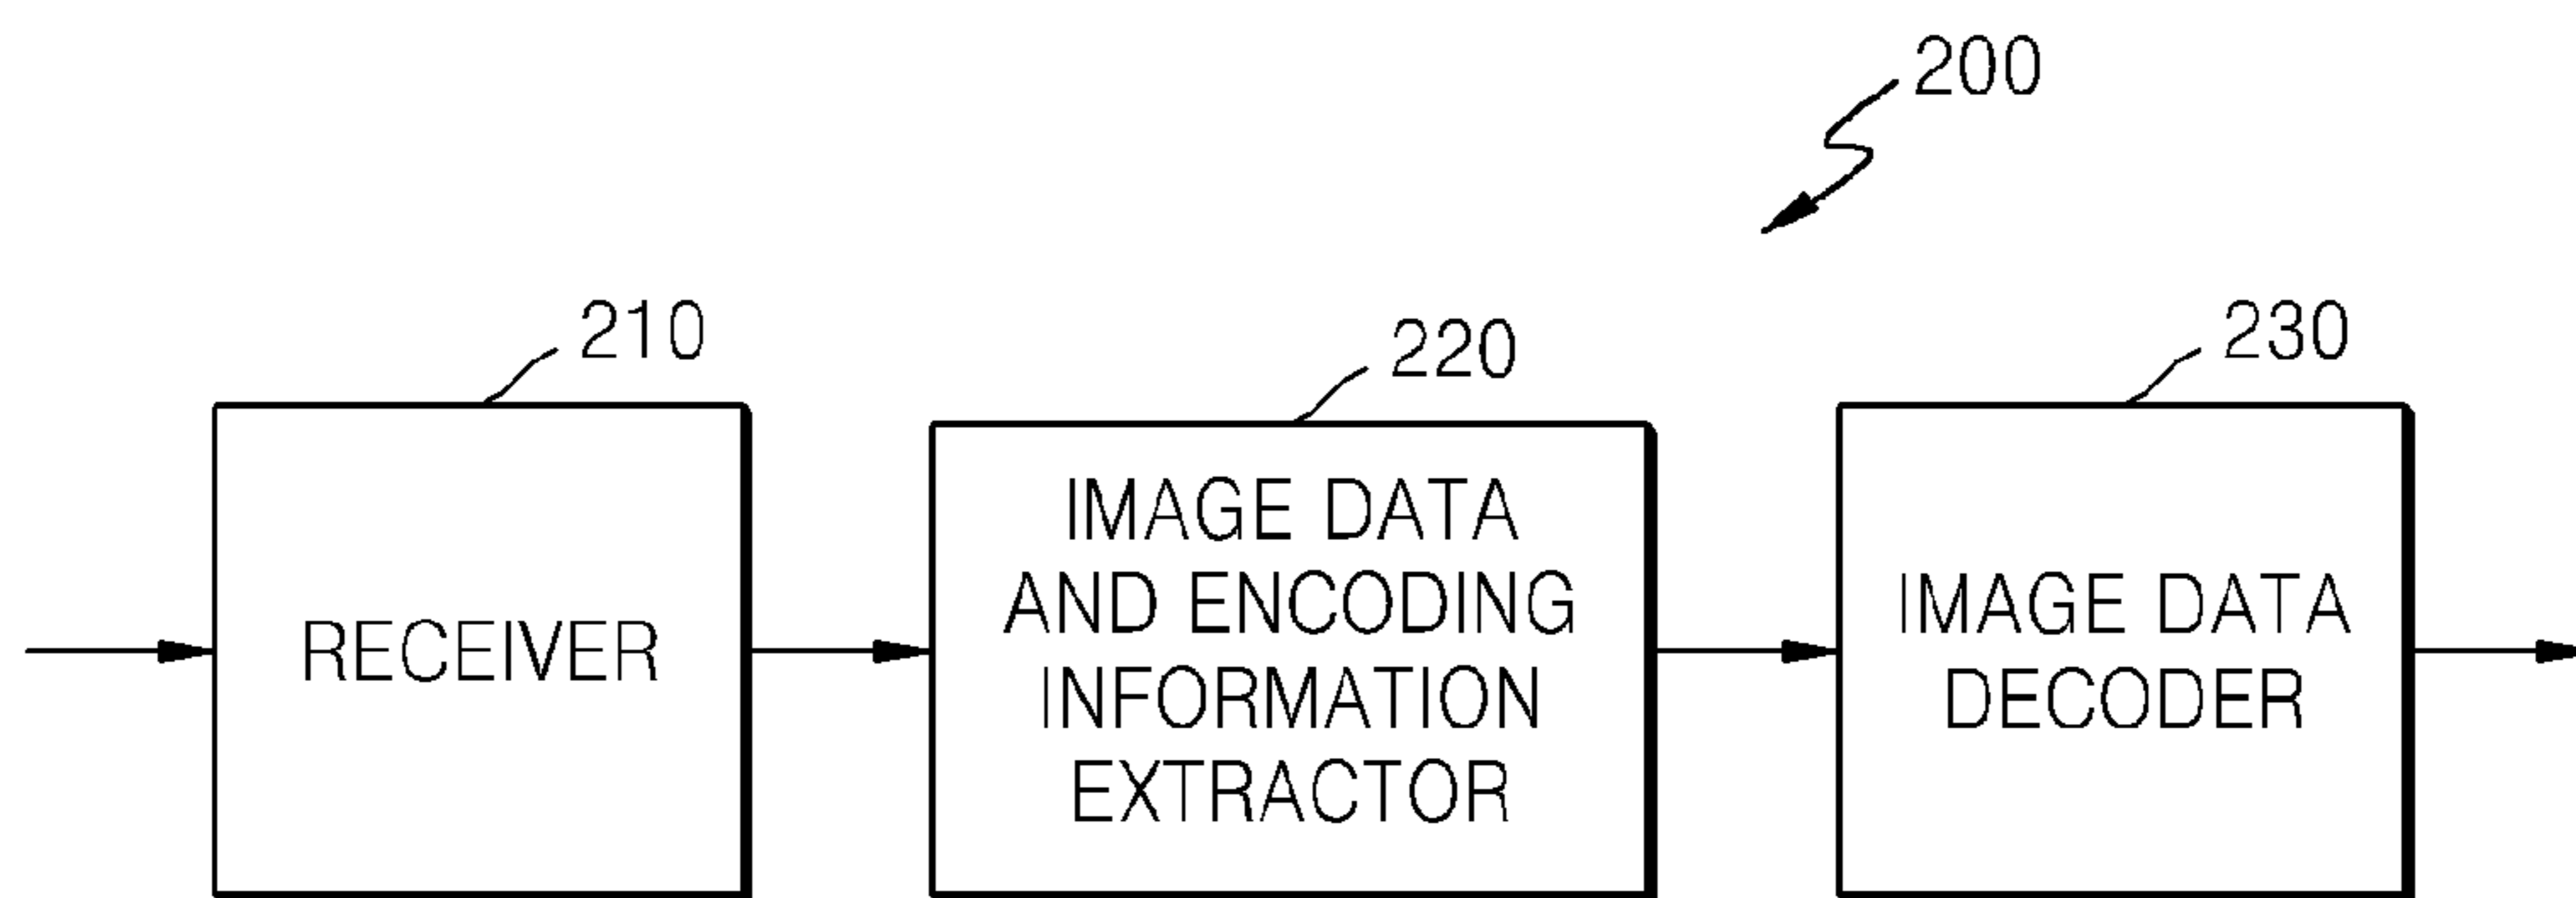 200
210
220
230
RECEIVER
IMAGE DATA
AND ENCODING
INFORMATION
EXTRACTOR
IMAGE DATA
DECODER